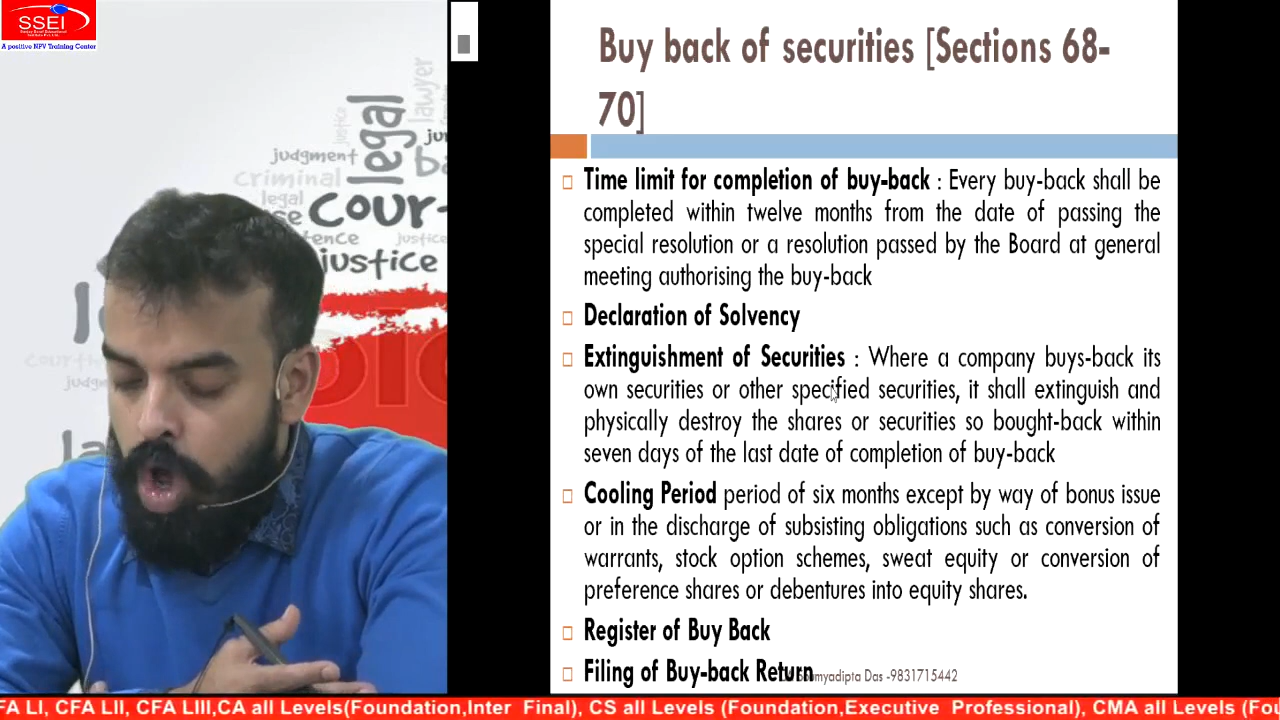 SSEI
A positive NPV Training Center
legal
lawyer
justice
judgment
criminal
legal
cour
justice
justice
Buy back of securities [Sections 68-
70]
Time limit for completion of buy-back : Every buy-back shall be
completed within twelve months from the date of passing the
special resolution or a resolution passed by the Board at general
meeting authorising the buy-back
Declaration of Solvency
Extinguishment of Securities : Where a company buys-back its
own securities or other specified securities, it shall extinguish and
physically destroy the shares or securities so bought-back within
seven days of the last date of completion of buy-back
Cooling Period period of six months except by way of bonus issue
or in the discharge of subsisting obligations such as conversion of
warrants, stock option schemes, sweat equity or conversion of
preference shares or debentures into equity shares.
Register of Buy Back
Filing of Buy-back Return
Das -9831715442
FA LI, CFA LII, CFA LIII,CA all Levels(Foundation,Inter Final), CS all Levels (Foundation,Executive Professional), CMA all Levels (Fou